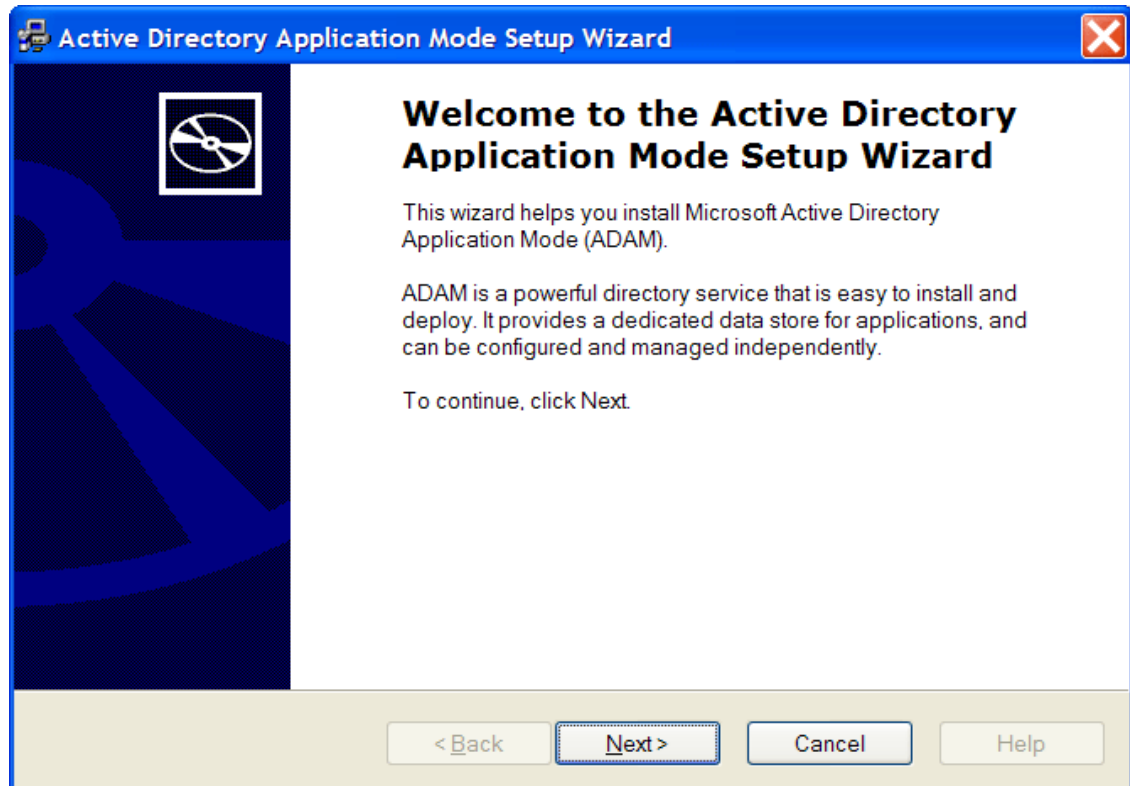 Active Directory Application Mode Setup Wizard
Welcome to the Active Directory
Application Mode Setup Wizard
This wizard helps you install Microsoft Active Directory
Application Mode (ADAM).
ADAM is a powerful directory service that is easy to install and
deploy. It provides a dedicated data store for applications, and
can be configured and managed independently.
To continue, click Next.
< Back Next > Cancel Help